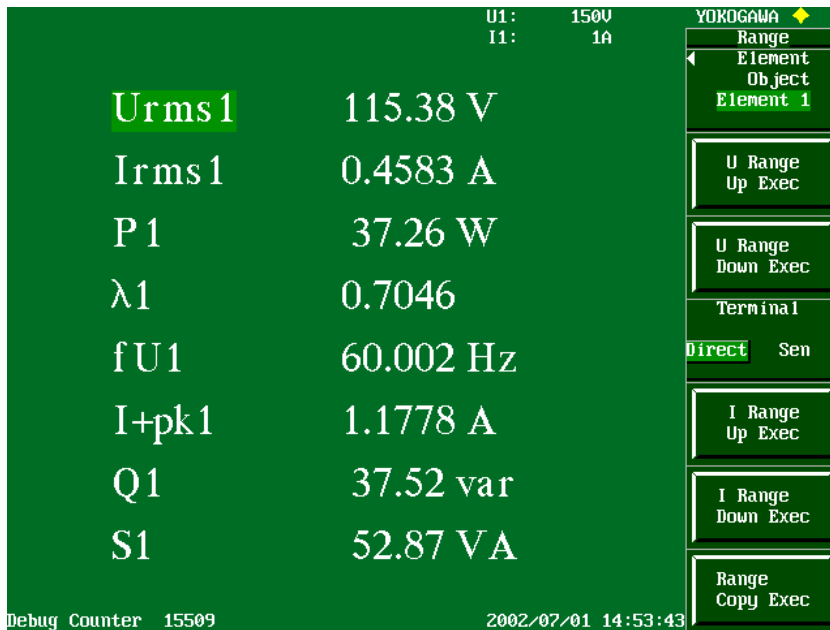 U1: 150V YOKOGAWA
I1: 1A Range
Element
Object
Element 1
Urms1 115.38 V
Irms1 0.4583 A
P1 37.26 W
λ1 0.7046
fU1 60.002 Hz
I+pk1 1.1778 A
Q1 37.52 var
S1 52.87 VA
U Range
Up Exec
U Range
Down Exec
Terminal
Direct Sen
I Range
Up Exec
I Range
Down Exec
Range
Copy Exec
Debug Counter 15509 2002/07/01 14:53:43